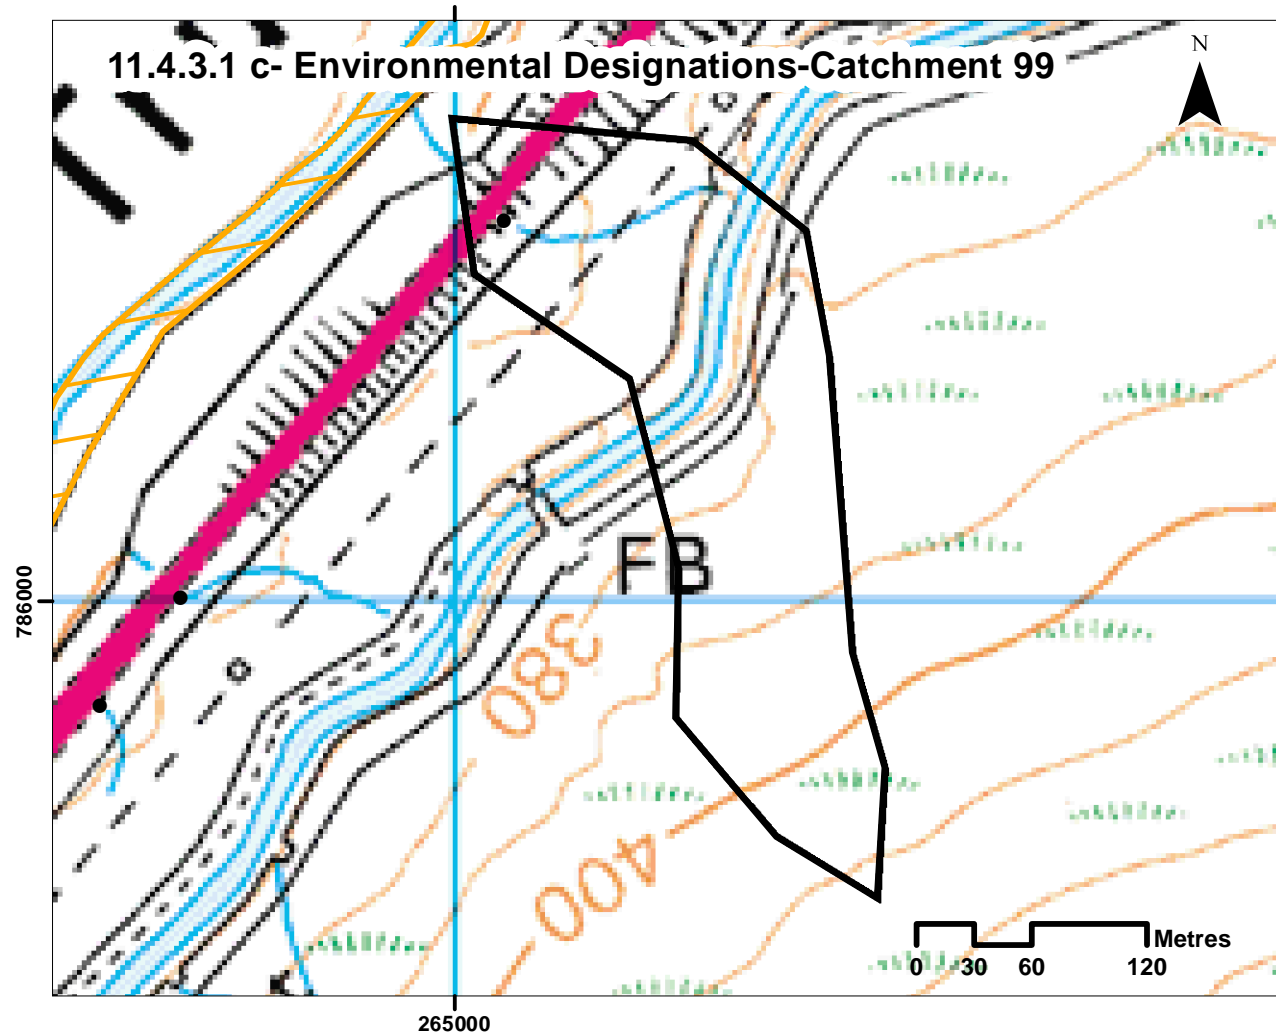 11.4.3.1 c- Environmental Designations-Catchment 99
N
FB
786000
380
400
Metres
0 30 60 120
265000